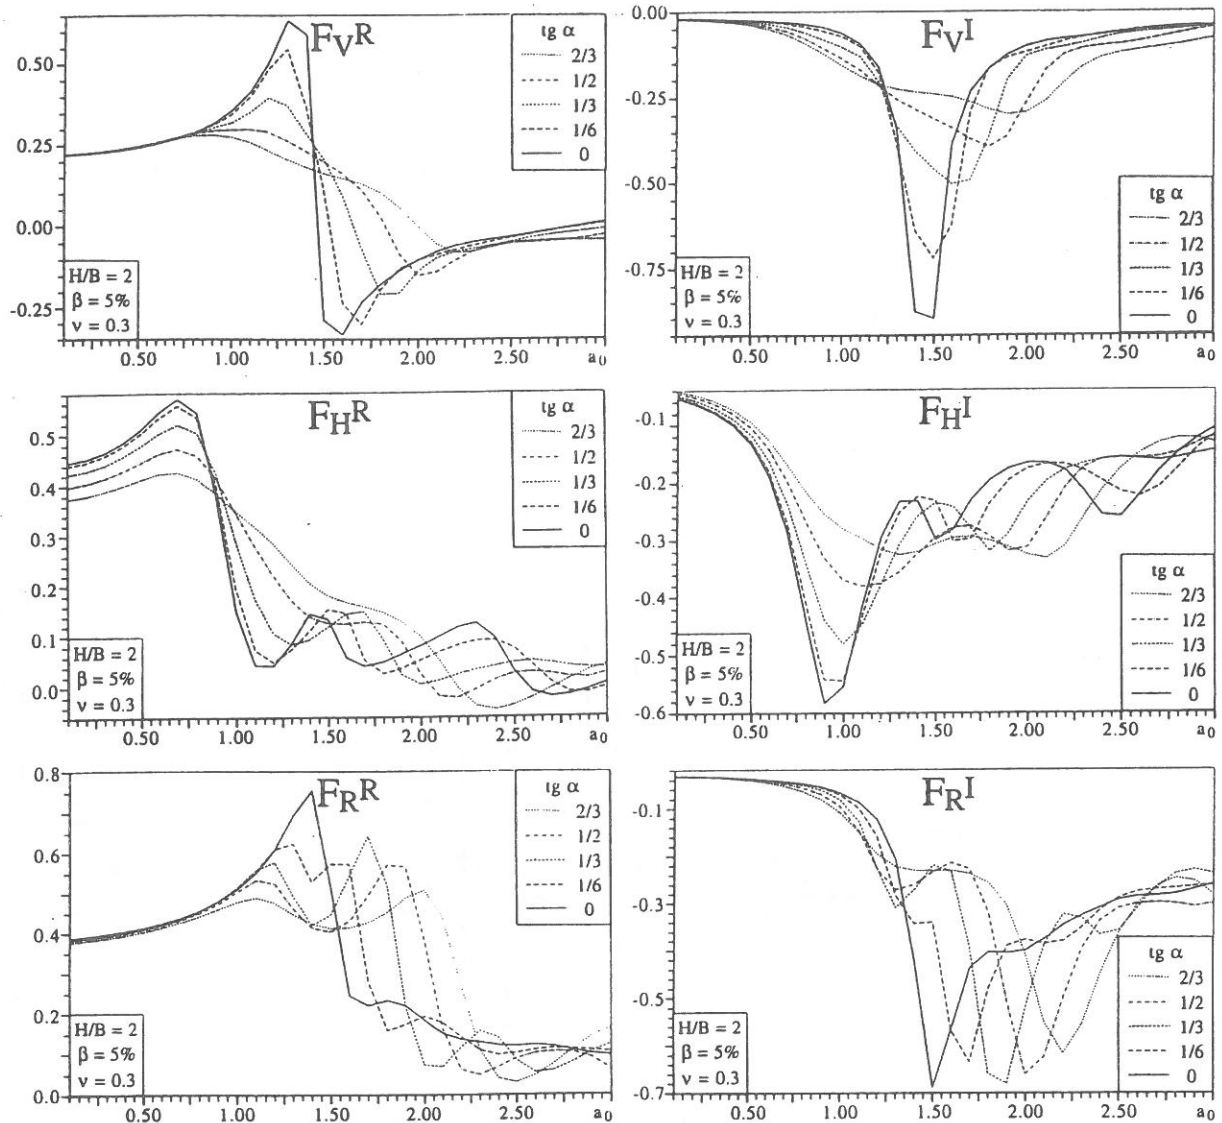 F_V^R
tg α
2/3
1/2
1/3
1/6
0
0.50
0.25
0.00
-0.25
H/B = 2
β = 5%
ν = 0.3
0.50 1.00 1.50 2.00 2.50 a₀
F_V^I
0.00
-0.25
-0.50
-0.75
tg α
2/3
1/2
1/3
1/6
0
H/B = 2
β = 5%
ν = 0.3
0.50 1.00 1.50 2.00 2.50 a₀
F_H^R
tg α
2/3
1/2
1/3
1/6
0
0.5
0.4
0.3
0.2
0.1
0.0
H/B = 2
β = 5%
ν = 0.3
0.50 1.00 1.50 2.00 2.50 a₀
F_H^I
-0.1
-0.2
-0.3
-0.4
-0.5
-0.6
tg α
2/3
1/2
1/3
1/6
0
H/B = 2
β = 5%
ν = 0.3
0.50 1.00 1.50 2.00 2.50 a₀
F_R^R
tg α
2/3
1/2
1/3
1/6
0
0.8
0.6
0.4
0.2
0.0
H/B = 2
β = 5%
ν = 0.3
0.50 1.00 1.50 2.00 2.50 a₀
F_R^I
-0.1
-0.3
-0.5
-0.7
tg α
2/3
1/2
1/3
1/6
0
H/B = 2
β = 5%
ν = 0.3
0.50 1.00 1.50 2.00 2.50 a₀